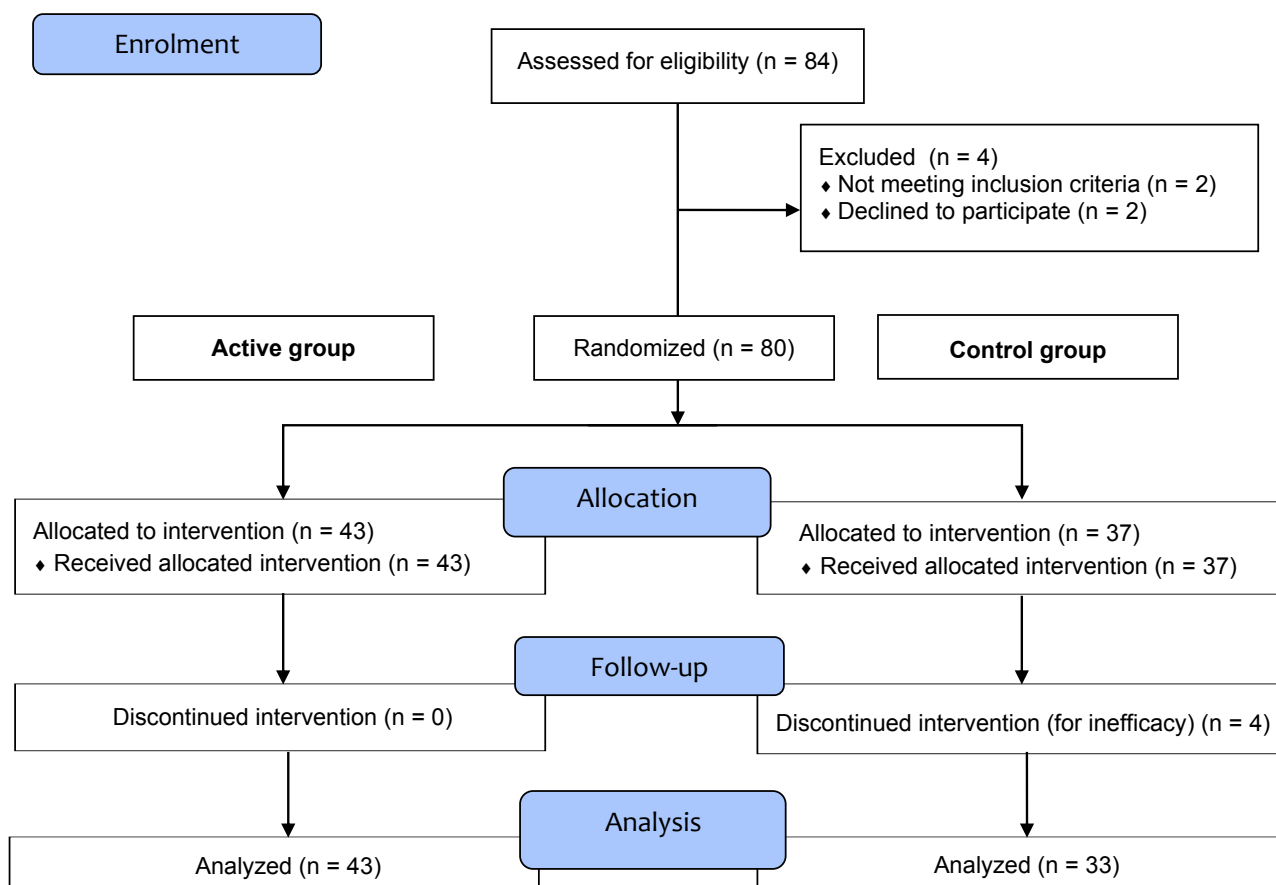 Enrolment
Assessed for eligibility (n = 84)
Excluded  (n = 4)
♦ Not meeting inclusion criteria (n = 2)
♦ Declined to participate (n = 2)
Active group
Randomized (n = 80)
Control group
Allocation
Allocated to intervention (n = 43)
♦ Received allocated intervention (n = 43)
Allocated to intervention (n = 37)
♦ Received allocated intervention (n = 37)
Follow-up
Discontinued intervention (n = 0)
Discontinued intervention (for inefficacy) (n = 4)
Analysis
Analyzed (n = 43)
Analyzed (n = 33)